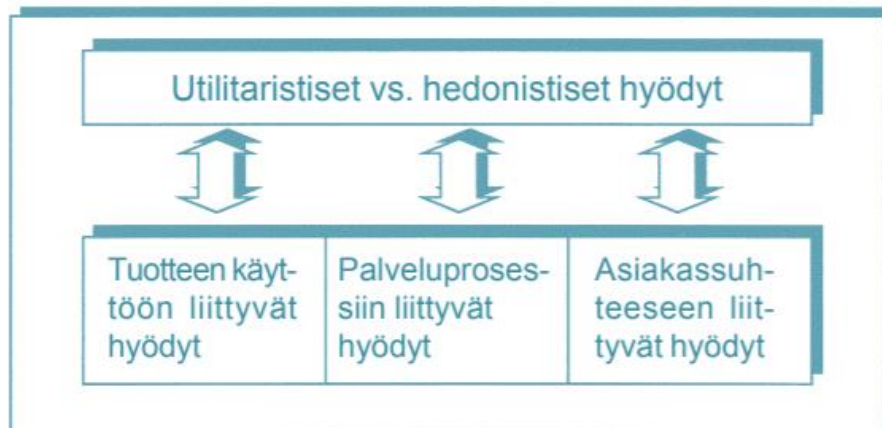 Utilitaristiset vs. hedonistiset hyödyt
Tuotteen käyt-
töön liittyvät
hyödyt
Palveluproses-
siin liittyvät
hyödyt
Asiakassuh-
teeseen liit-
tyvät hyödyt